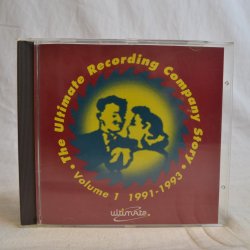 • The Ultimate Recording Company Story •
Volume 1 1991-1993
ultimate